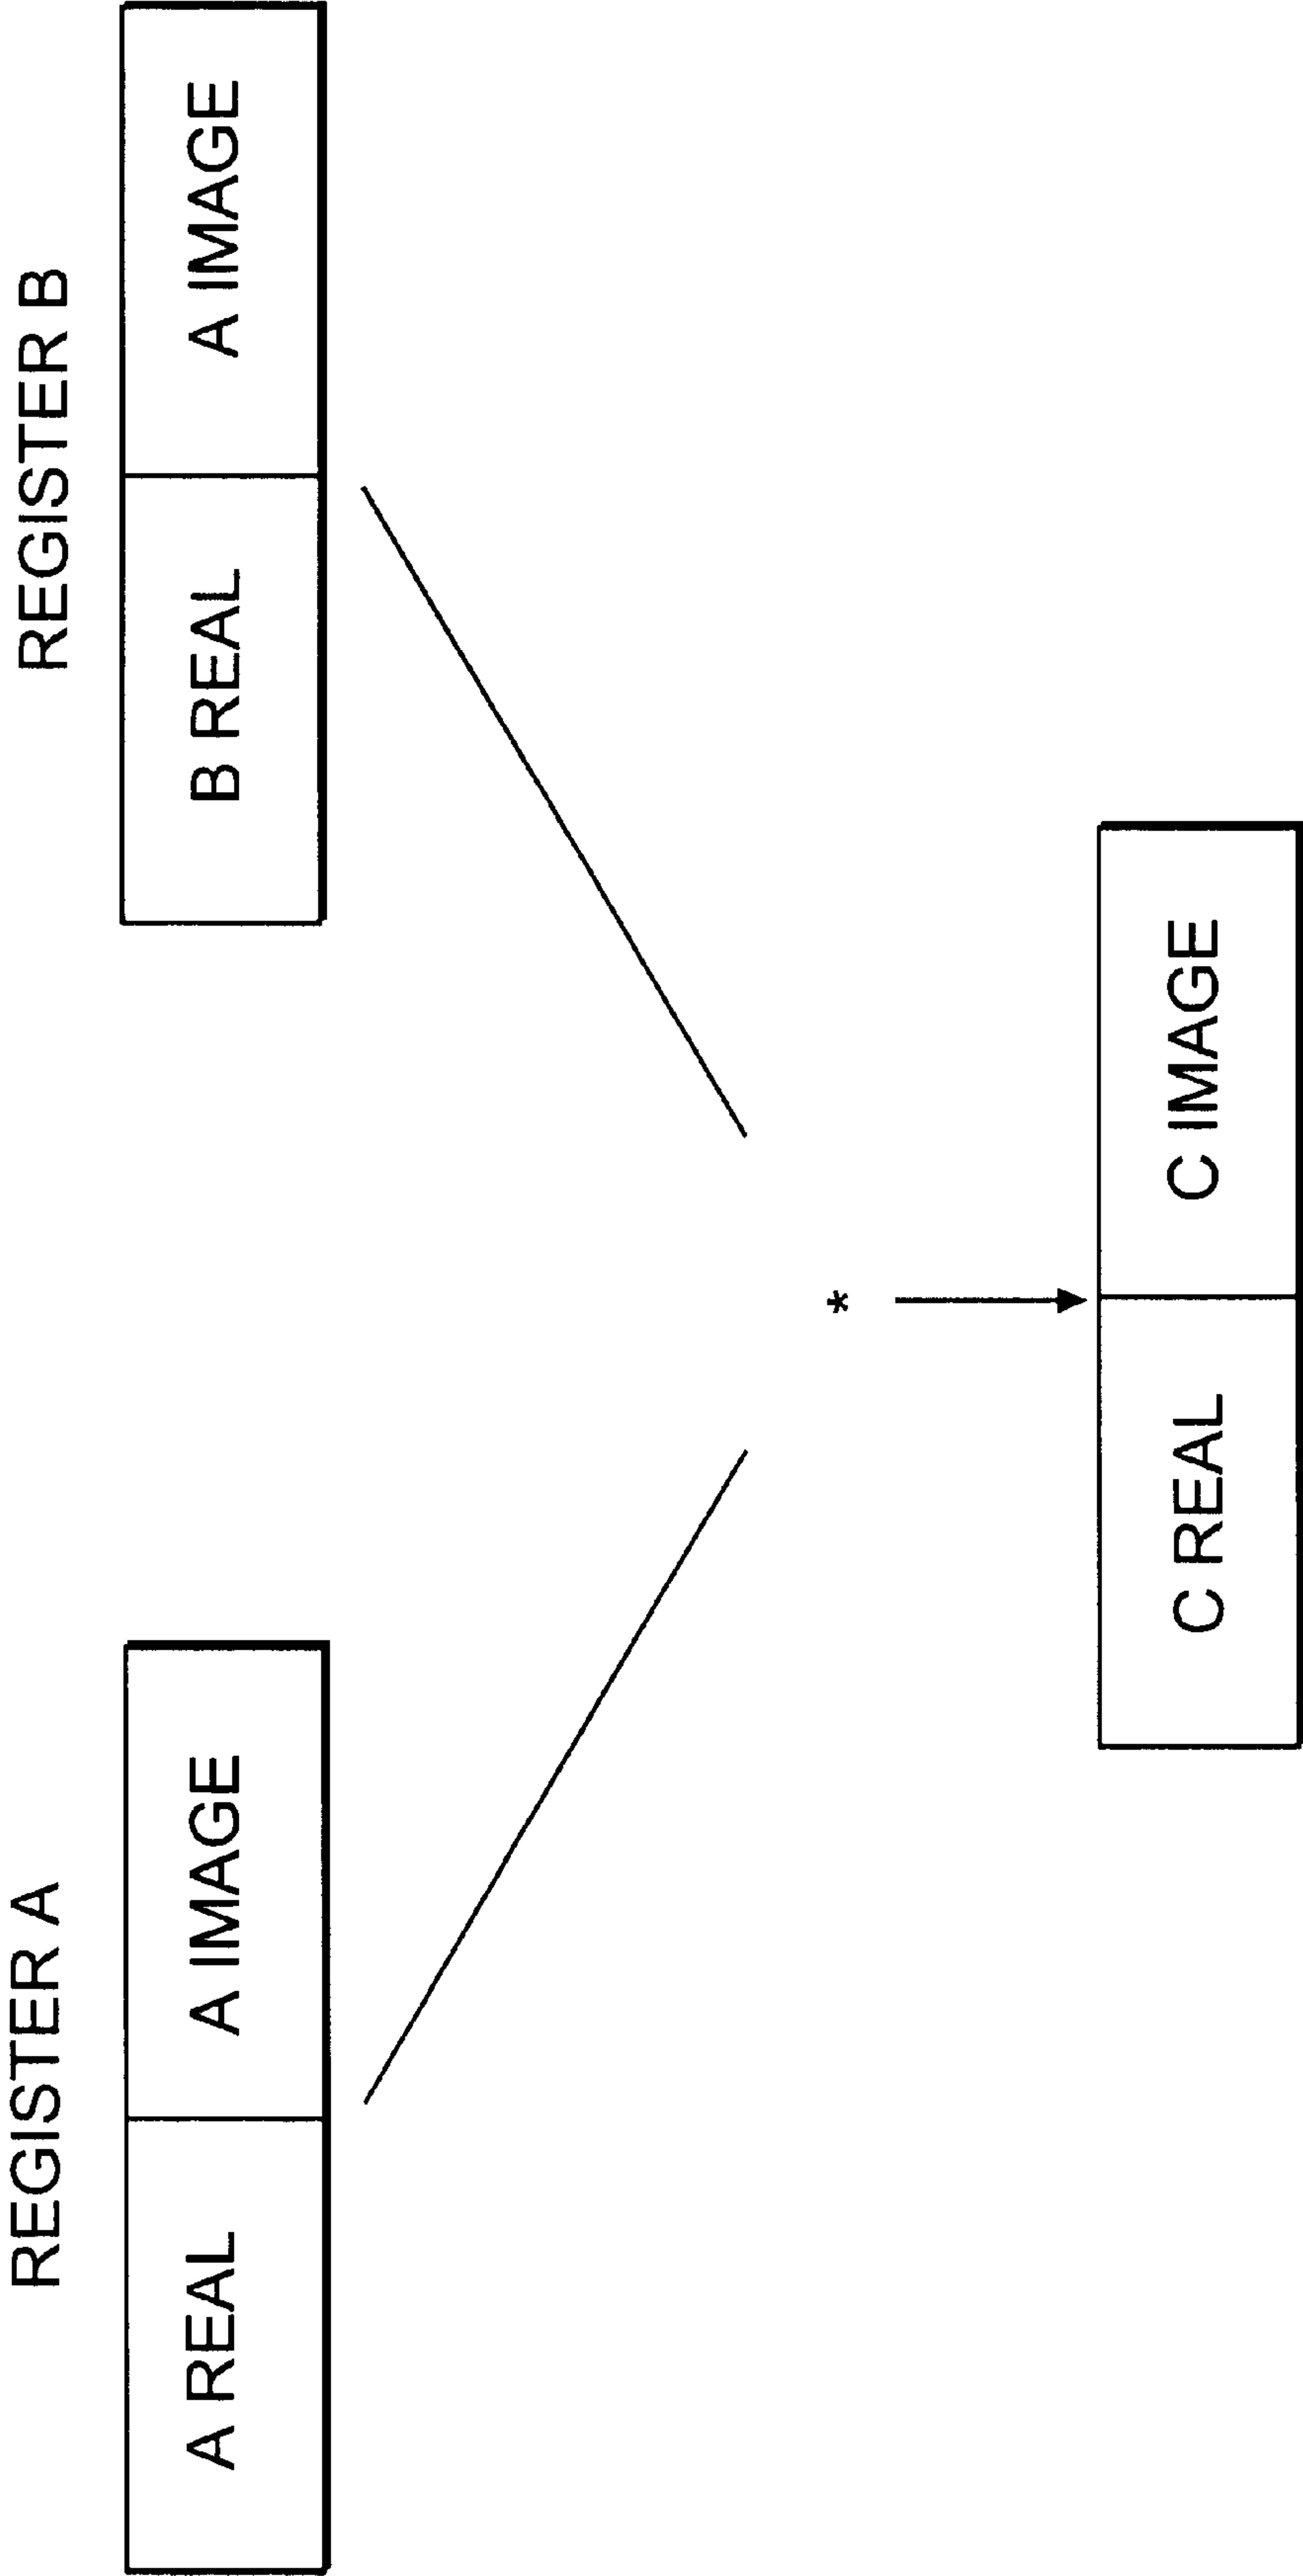 REGISTER A
REGISTER B
A REAL
A IMAGE
B REAL
A IMAGE
*
C REAL
C IMAGE